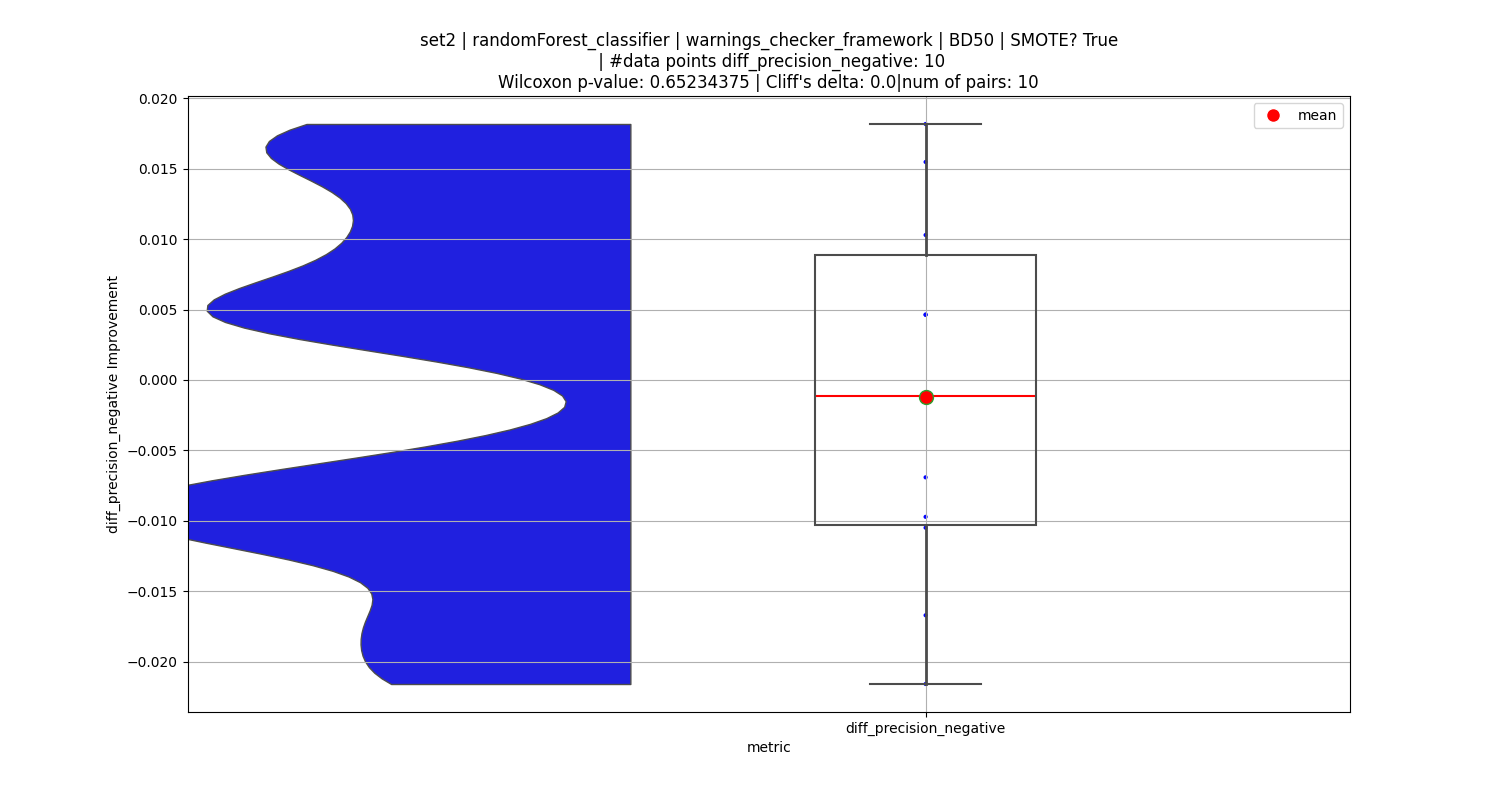 set2 | randomForest_classifier | warnings_checker_framework | BD50 | SMOTE? True
| #data points diff_precision_negative: 10
Wilcoxon p-value: 0.65234375 | Cliff's delta: 0.0|num of pairs: 10
mean
0.020
0.015
0.010
0.005
0.000
−0.005
−0.010
−0.015
−0.020
diff_precision_negative Improvement
diff_precision_negative
metric